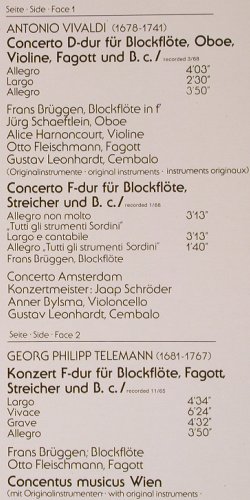 Seite · Side · Face 1
ANTONIO VIVALDI (1678-1741)
Concerto D-dur für Blockflöte, Oboe,
Violine, Fagott und B. c./ recorded 3/68
Allegro 4'03"
Largo 2'30"
Allegro 3'50"
Frans Brüggen, Blockflöte in f'
Jürg Schaeftlein, Oboe
Alice Harnoncourt, Violine
Otto Fleischmann, Fagott
Gustav Leonhardt, Cembalo
(Originalinstrumente · original instruments · instruments originaux)
Concerto F-dur für Blockflöte,
Streicher und B. c./ recorded 1/68
Allegro non molto 3'13"
„Tutti gli strumenti Sordini"
Largo e cantabile 3'13"
Allegro „Tutti gli strumenti Sordini" 1'40"
Frans Brüggen, Blockflöte
Concerto Amsterdam
Konzertmeister: Jaap Schröder
Anner Bylsma, Violoncello
Gustav Leonhardt, Cembalo
Seite · Side · Face 2
GEORG PHILIPP TELEMANN (1681-1767)
Konzert F-dur für Blockflöte, Fagott,
Streicher und B. c./ recorded 11/65
Largo 4'34"
Vivace 6'24"
Grave 4'32"
Allegro 3'50"
Frans Brüggen, Blockflöte
Otto Fleischmann, Fagott
Concentus musicus Wien
(mit Originalinstrumenten · with original instruments ·